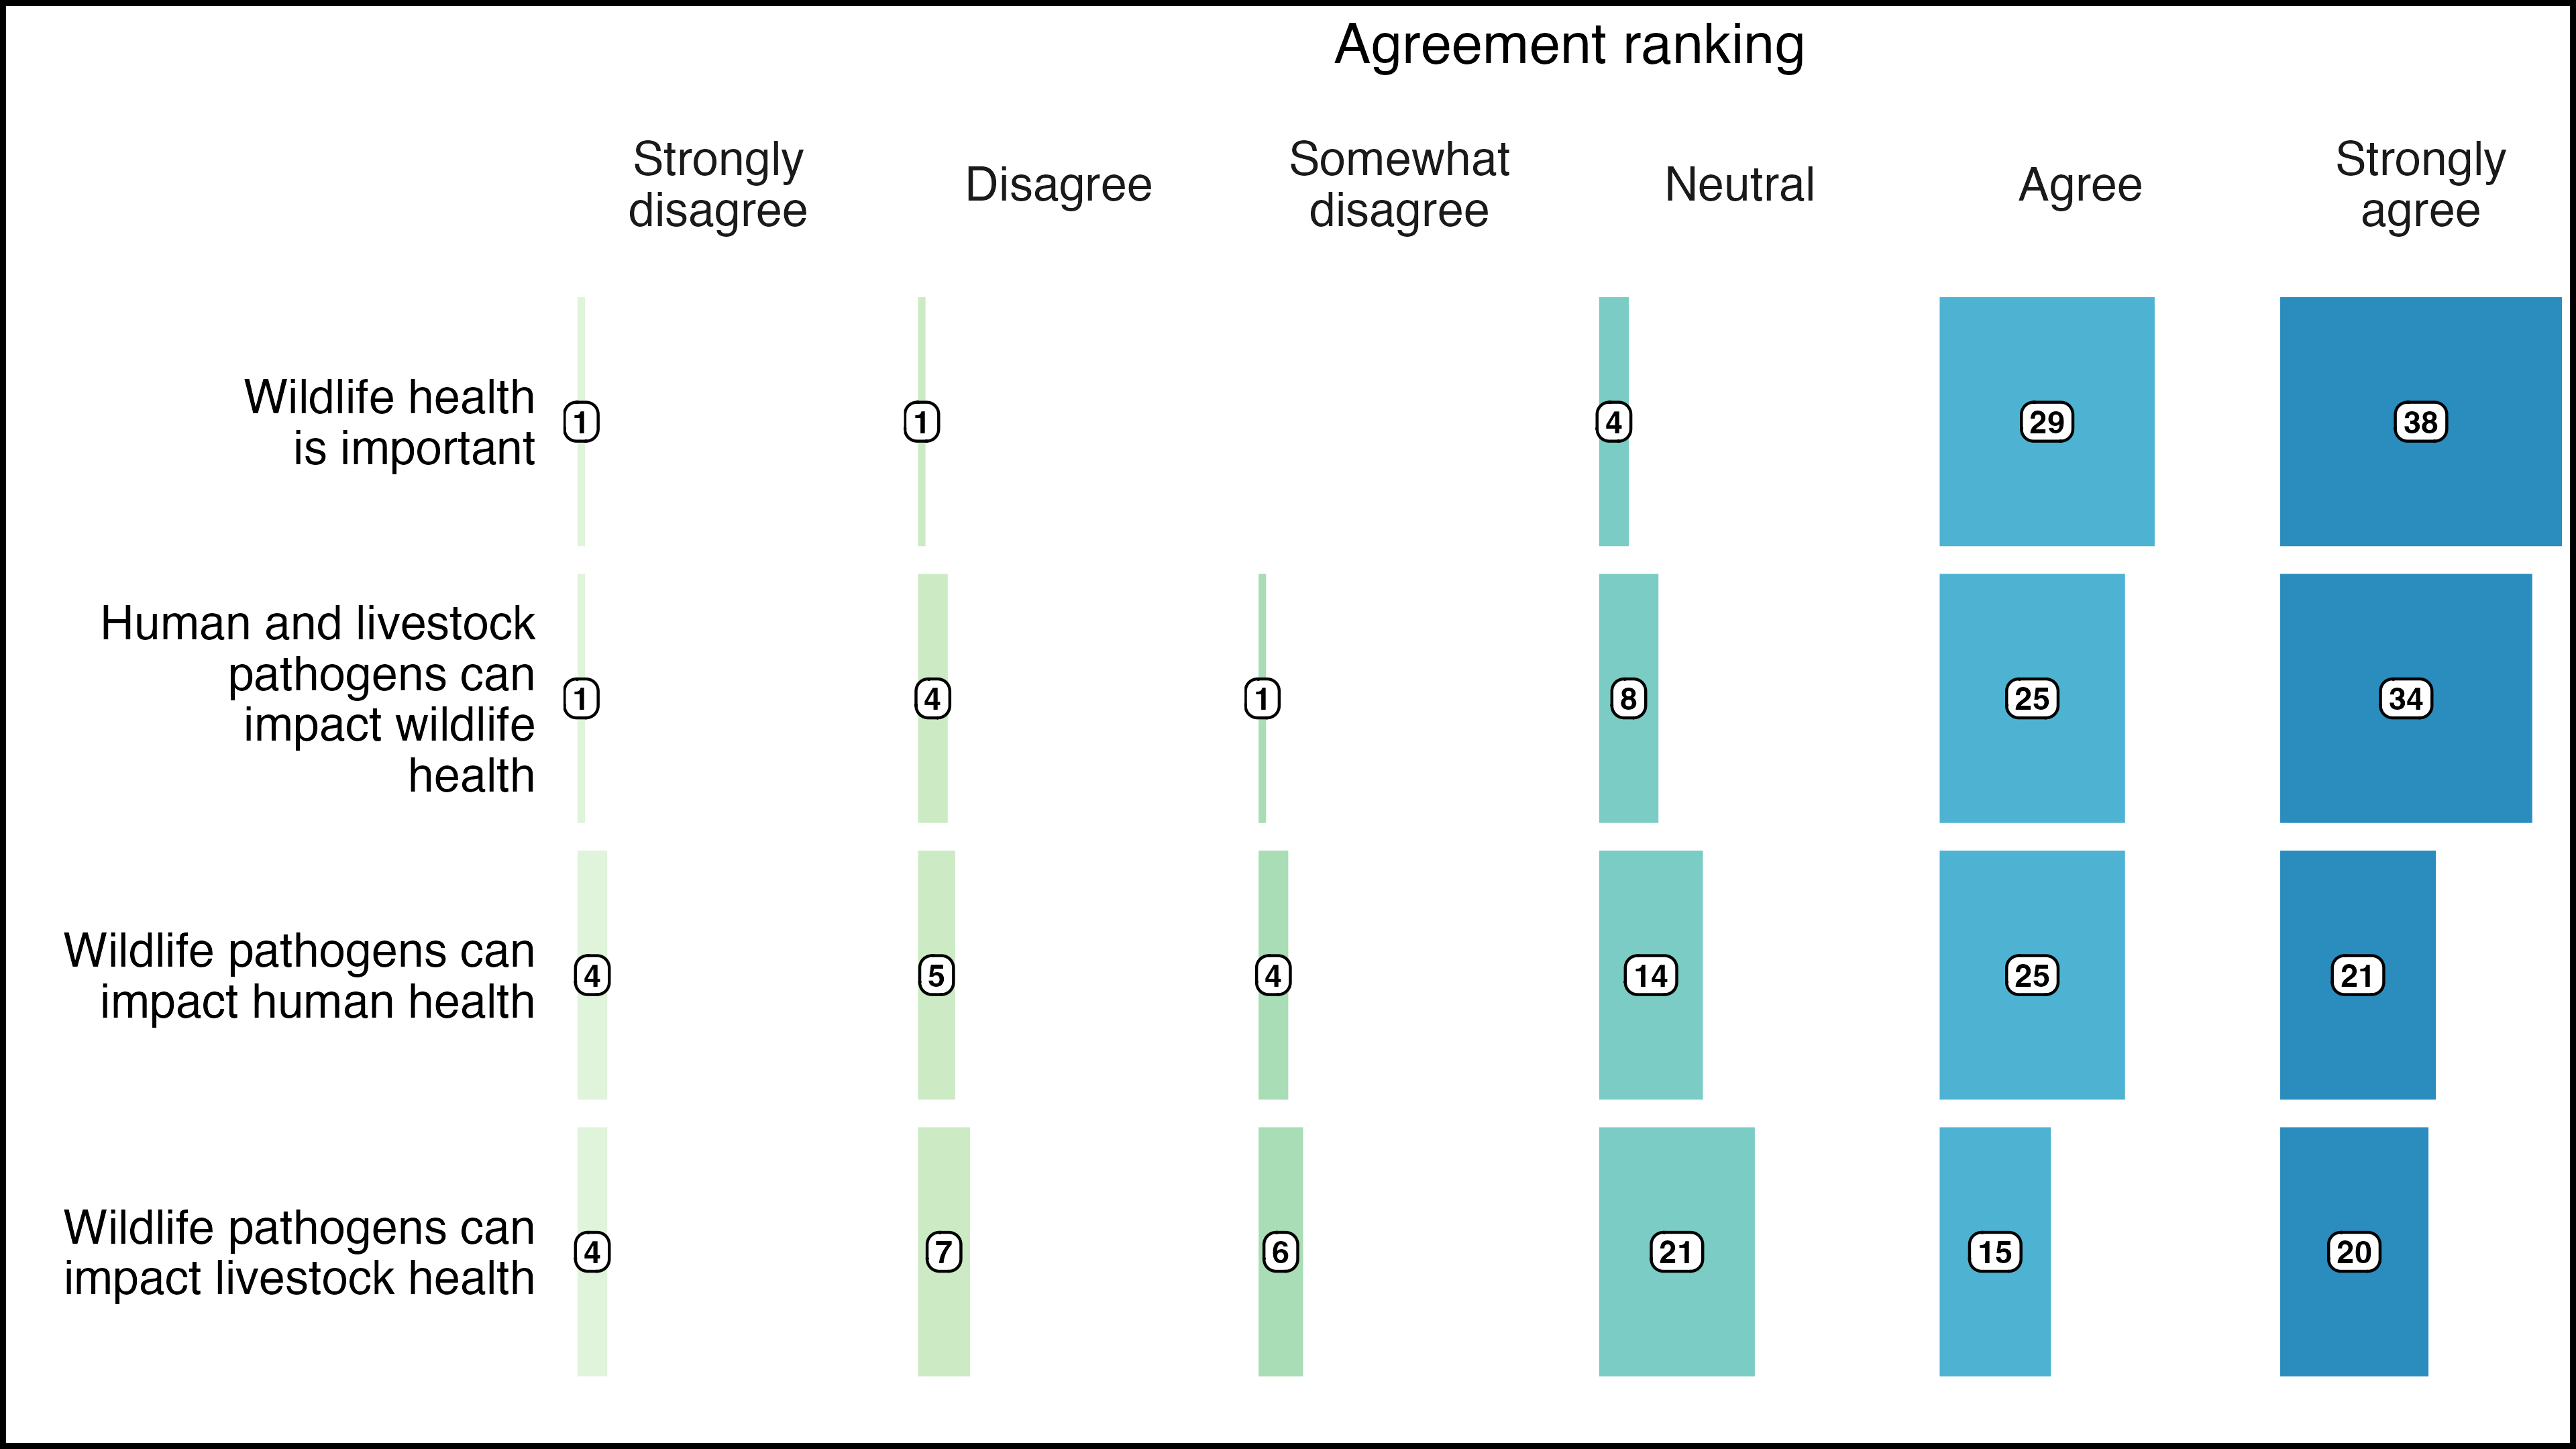 Agreement ranking
Strongly
disagree
Disagree
Somewhat
disagree
Neutral
Agree
Strongly
agree
Wildlife health
is important
1
1
4
29
38
Human and livestock
pathogens can
impact wildlife
health
1
4
1
8
25
34
Wildlife pathogens can
impact human health
4
5
4
14
25
21
Wildlife pathogens can
impact livestock health
4
7
6
21
15
20